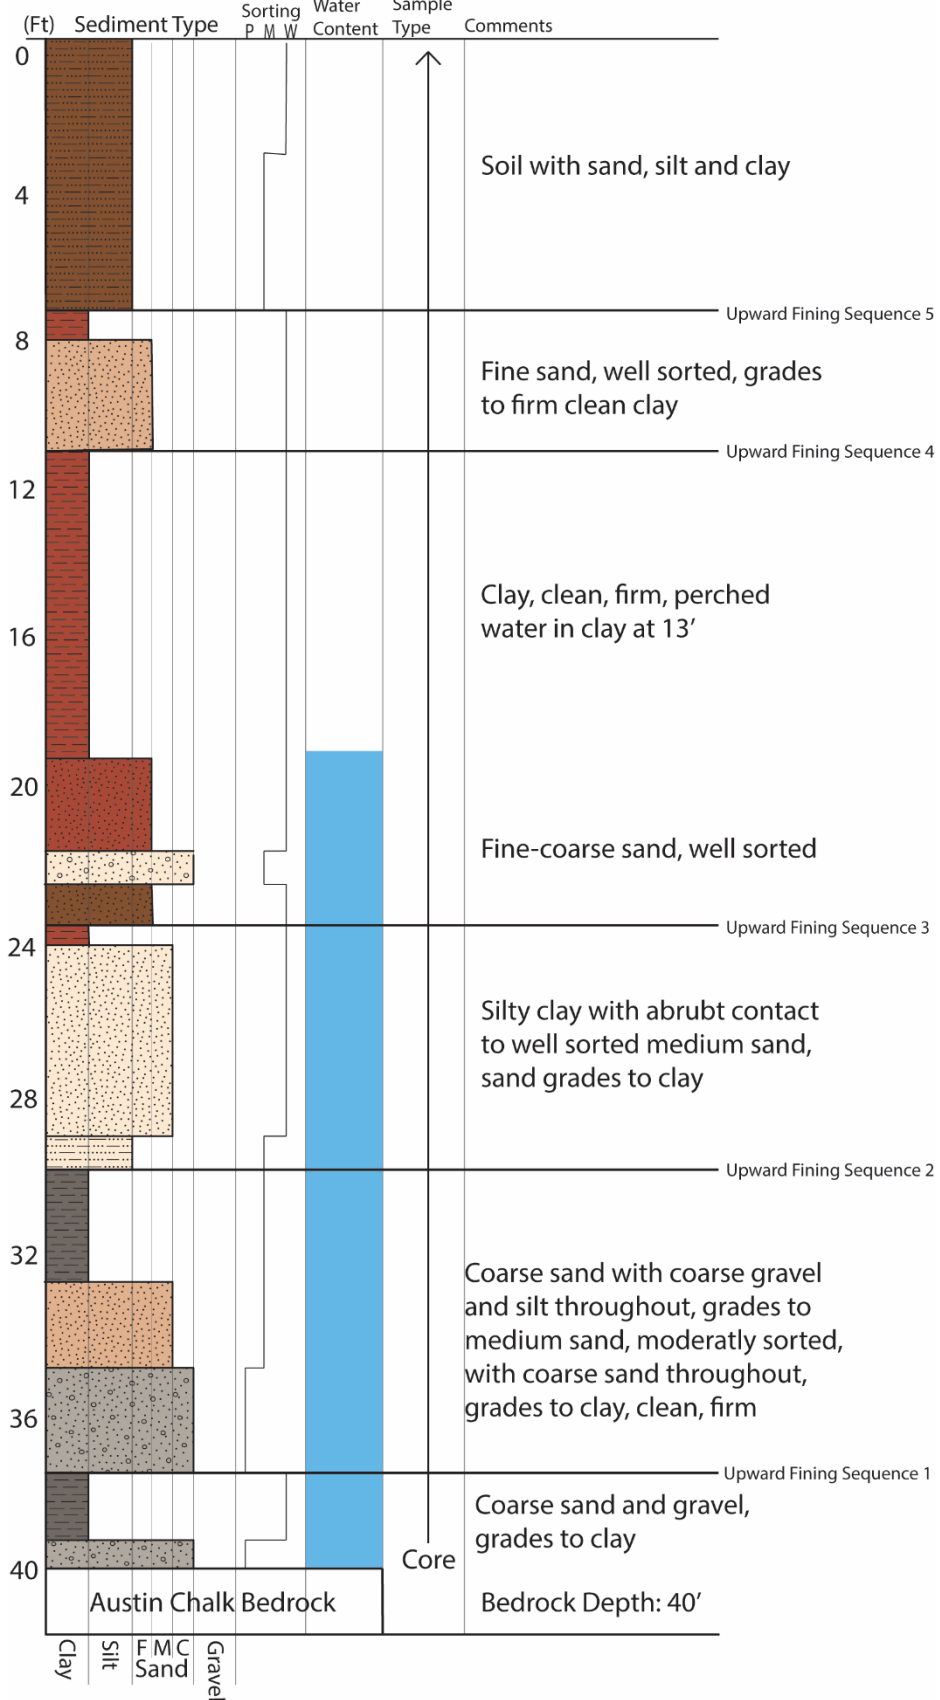 (Ft) Sediment Type Sorting P M W Water Content Sample Type Comments
0
Soil with sand, silt and clay
4
Upward Fining Sequence 5
8
Fine sand, well sorted, grades
to firm clean clay
Upward Fining Sequence 4
12
Clay, clean, firm, perched
water in clay at 13’
16
20
Fine-coarse sand, well sorted
Upward Fining Sequence 3
24
Silty clay with abrubt contact
to well sorted medium sand,
sand grades to clay
28
Upward Fining Sequence 2
32
Coarse sand with coarse gravel
and silt throughout, grades to
medium sand, moderatly sorted,
with coarse sand throughout,
grades to clay, clean, firm
36
Upward Fining Sequence 1
Coarse sand and gravel,
grades to clay
Core
40
Austin Chalk Bedrock
Bedrock Depth: 40’
Clay Silt F M C Sand Gravel